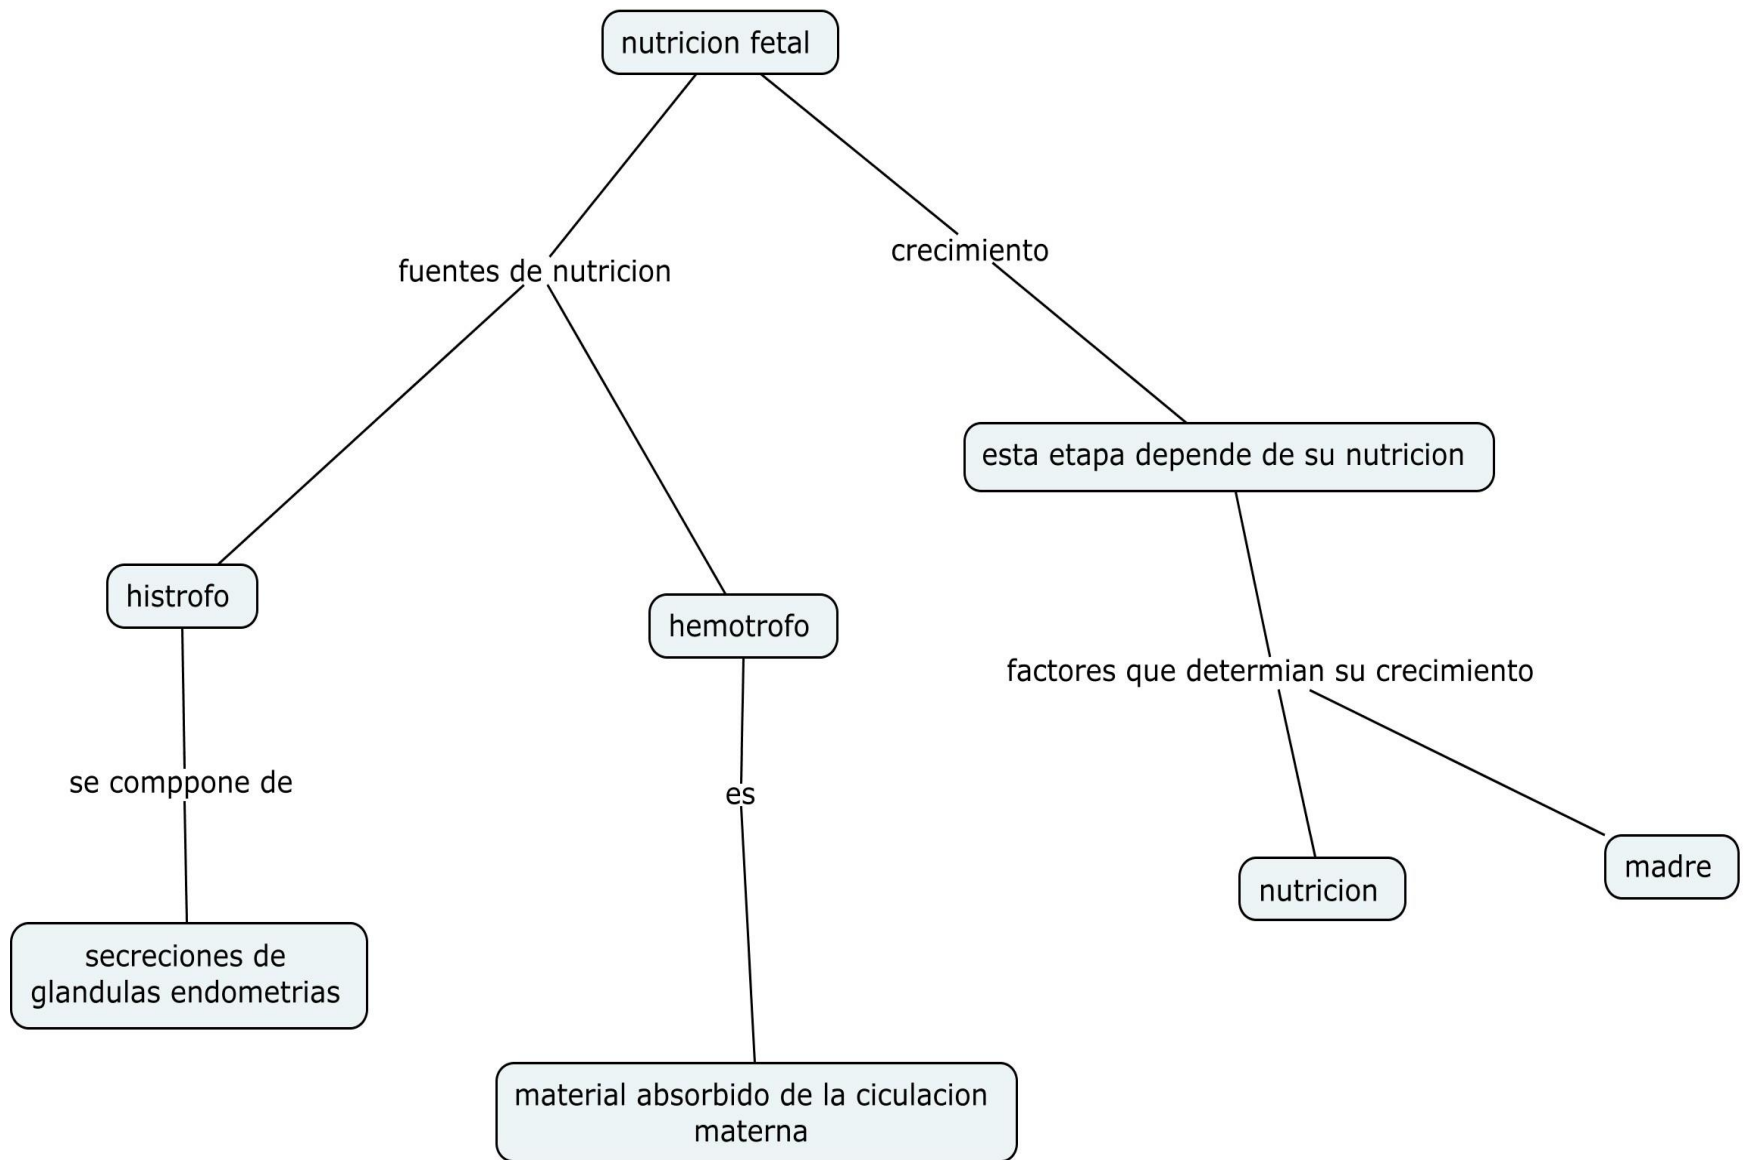 nutricion fetal
crecimiento
fuentes de nutricion
esta etapa depende de su nutricion
histrofo
hemotrofo
factores que determian su crecimiento
se comppone de
es
madre
nutricion
secreciones de
glandulas endometrias
material absorbido de la ciculacion
materna